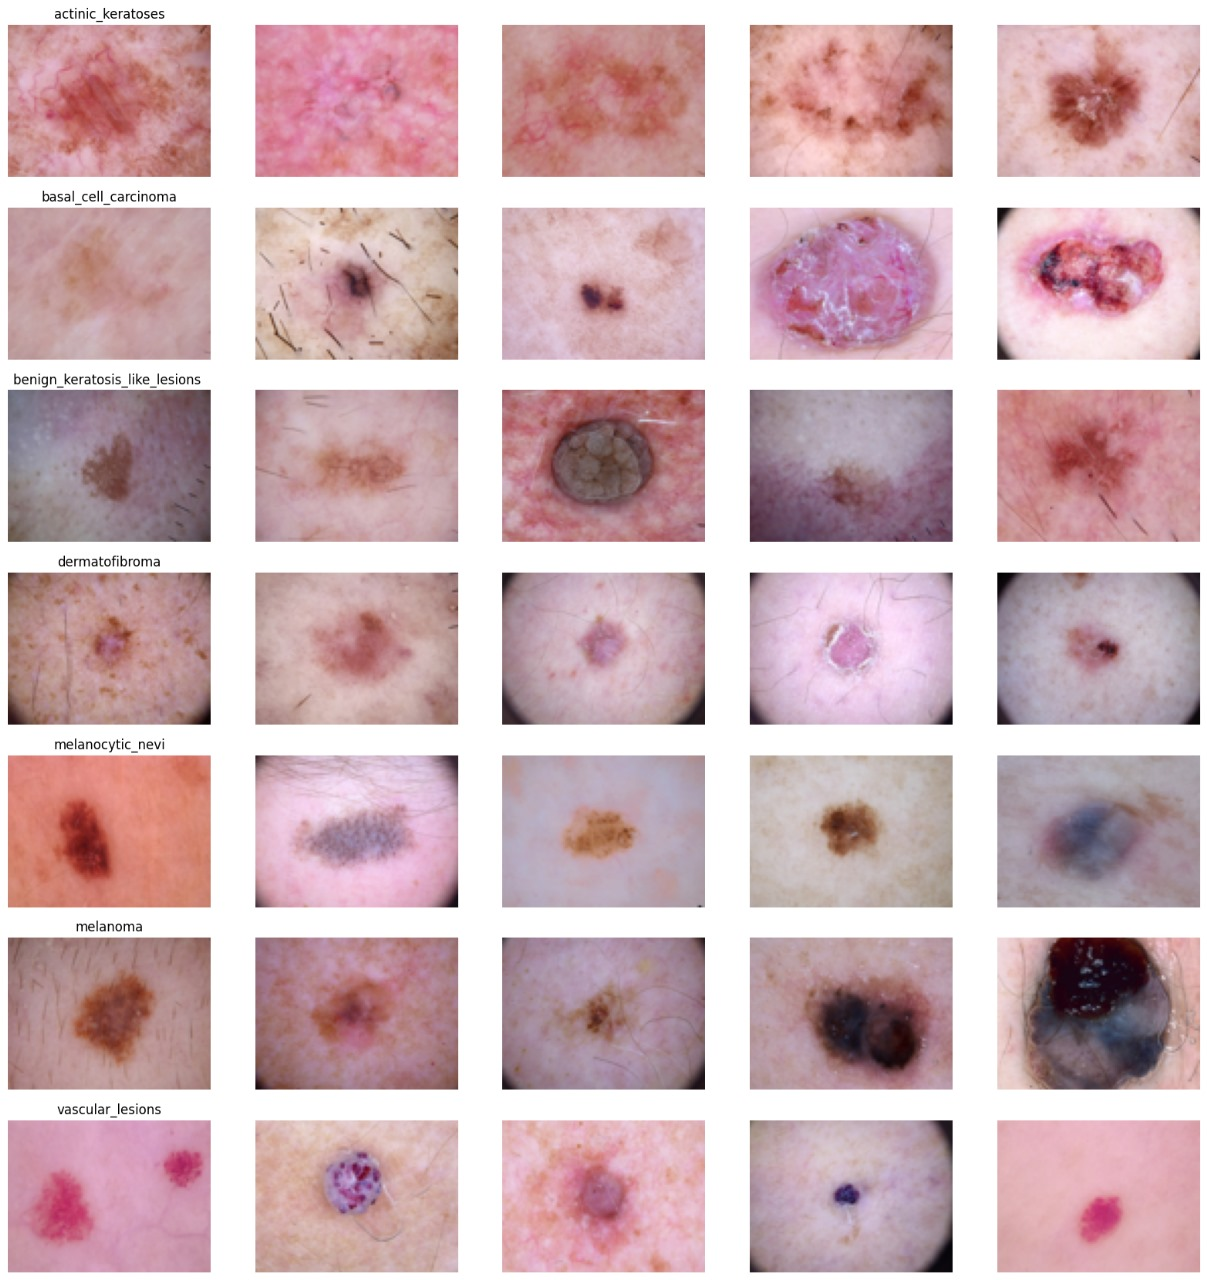 actinic_keratoses
basal_cell_carcinoma
benign_keratosis_like_lesions
dermatofibroma
melanocytic_nevi
melanoma
vascular_lesions